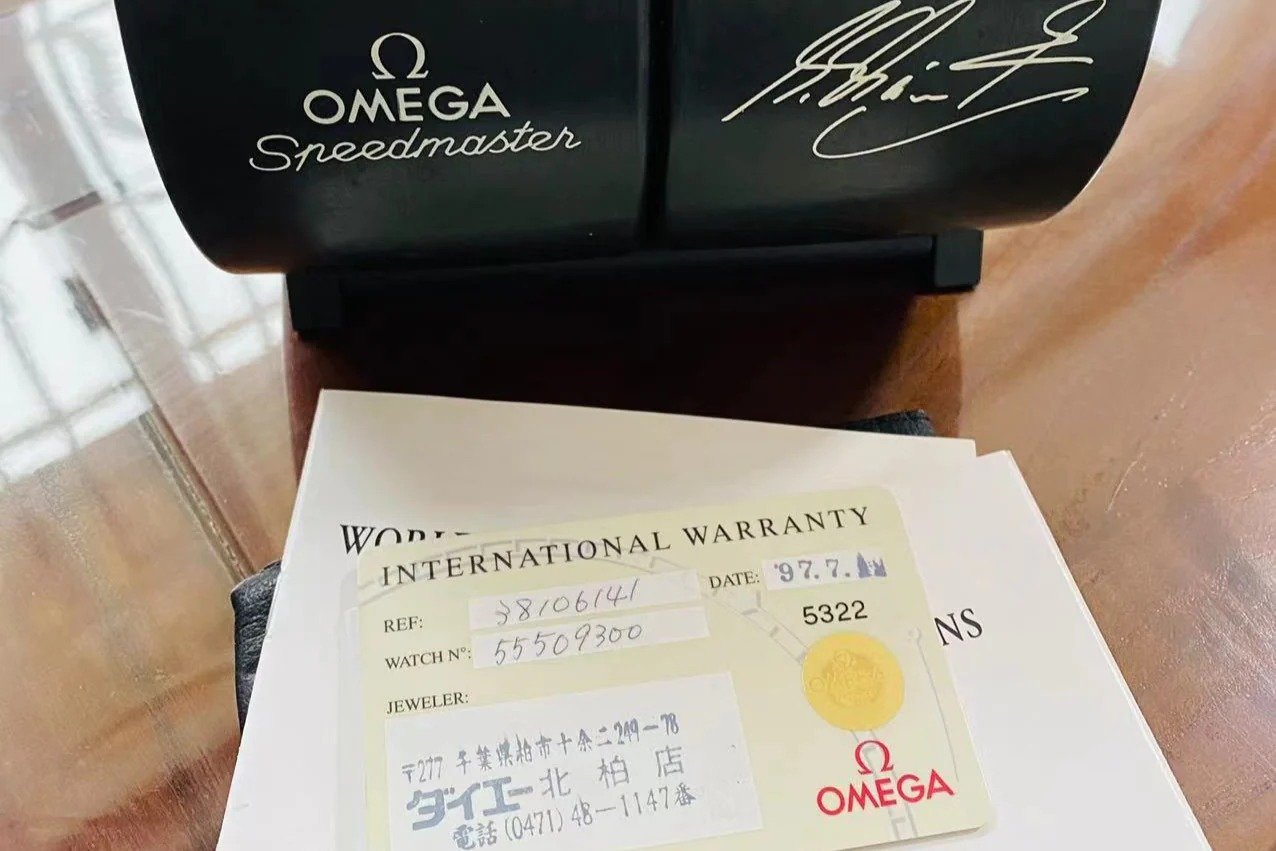 Ω
OMEGA
Speedmaster
INTERNATIONAL WARRANTY
REF: 38106141
DATE: '97.7.
WATCH Nº: 55509300
5322
JEWELER:
〒277 千葉県柏市十余二249-78
ダイエー北柏店
電話(0471)48-1147番
Ω
OMEGA